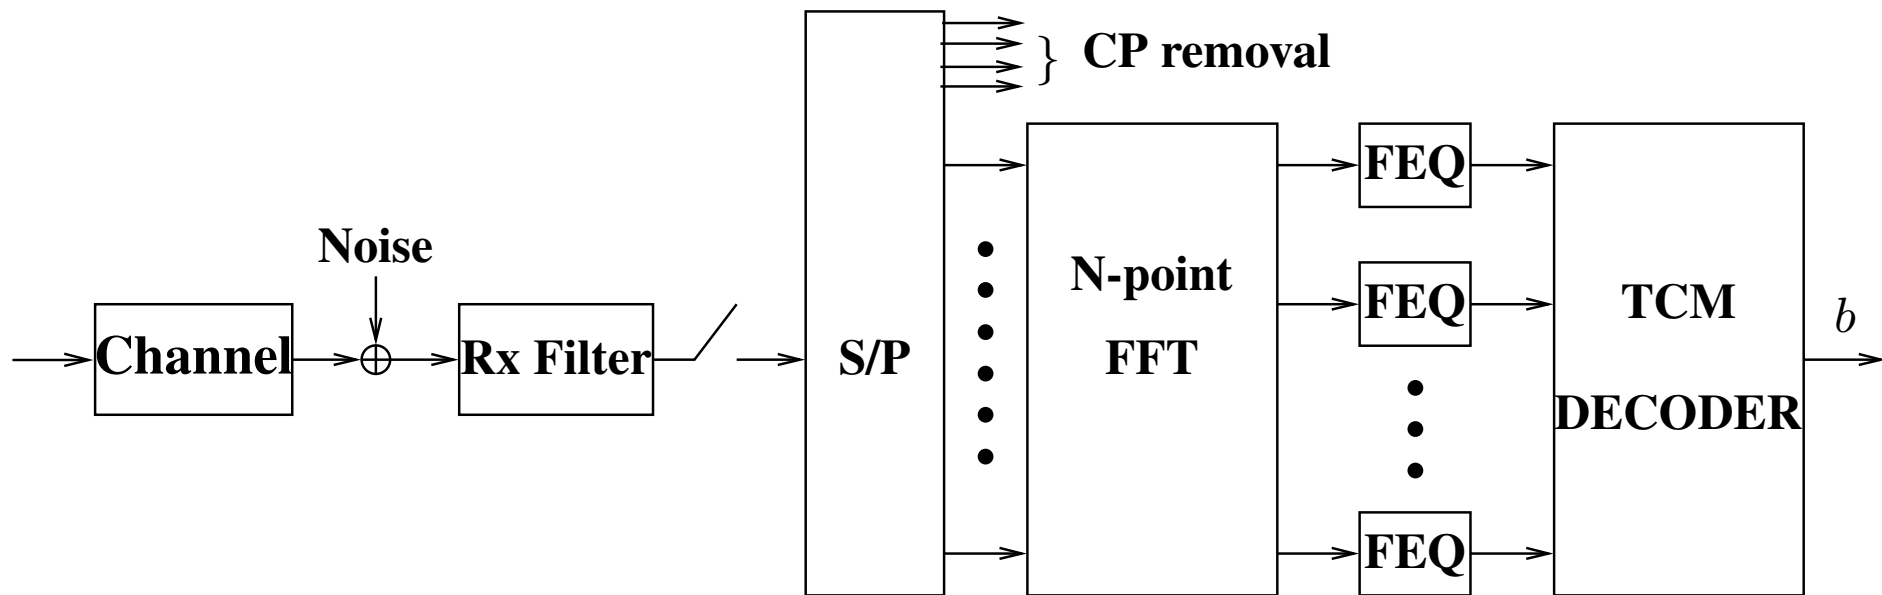 CP removal
FEQ
Noise
N-point
FFT
FEQ
TCM
DECODER
b
Channel
Rx Filter
S/P
FEQ